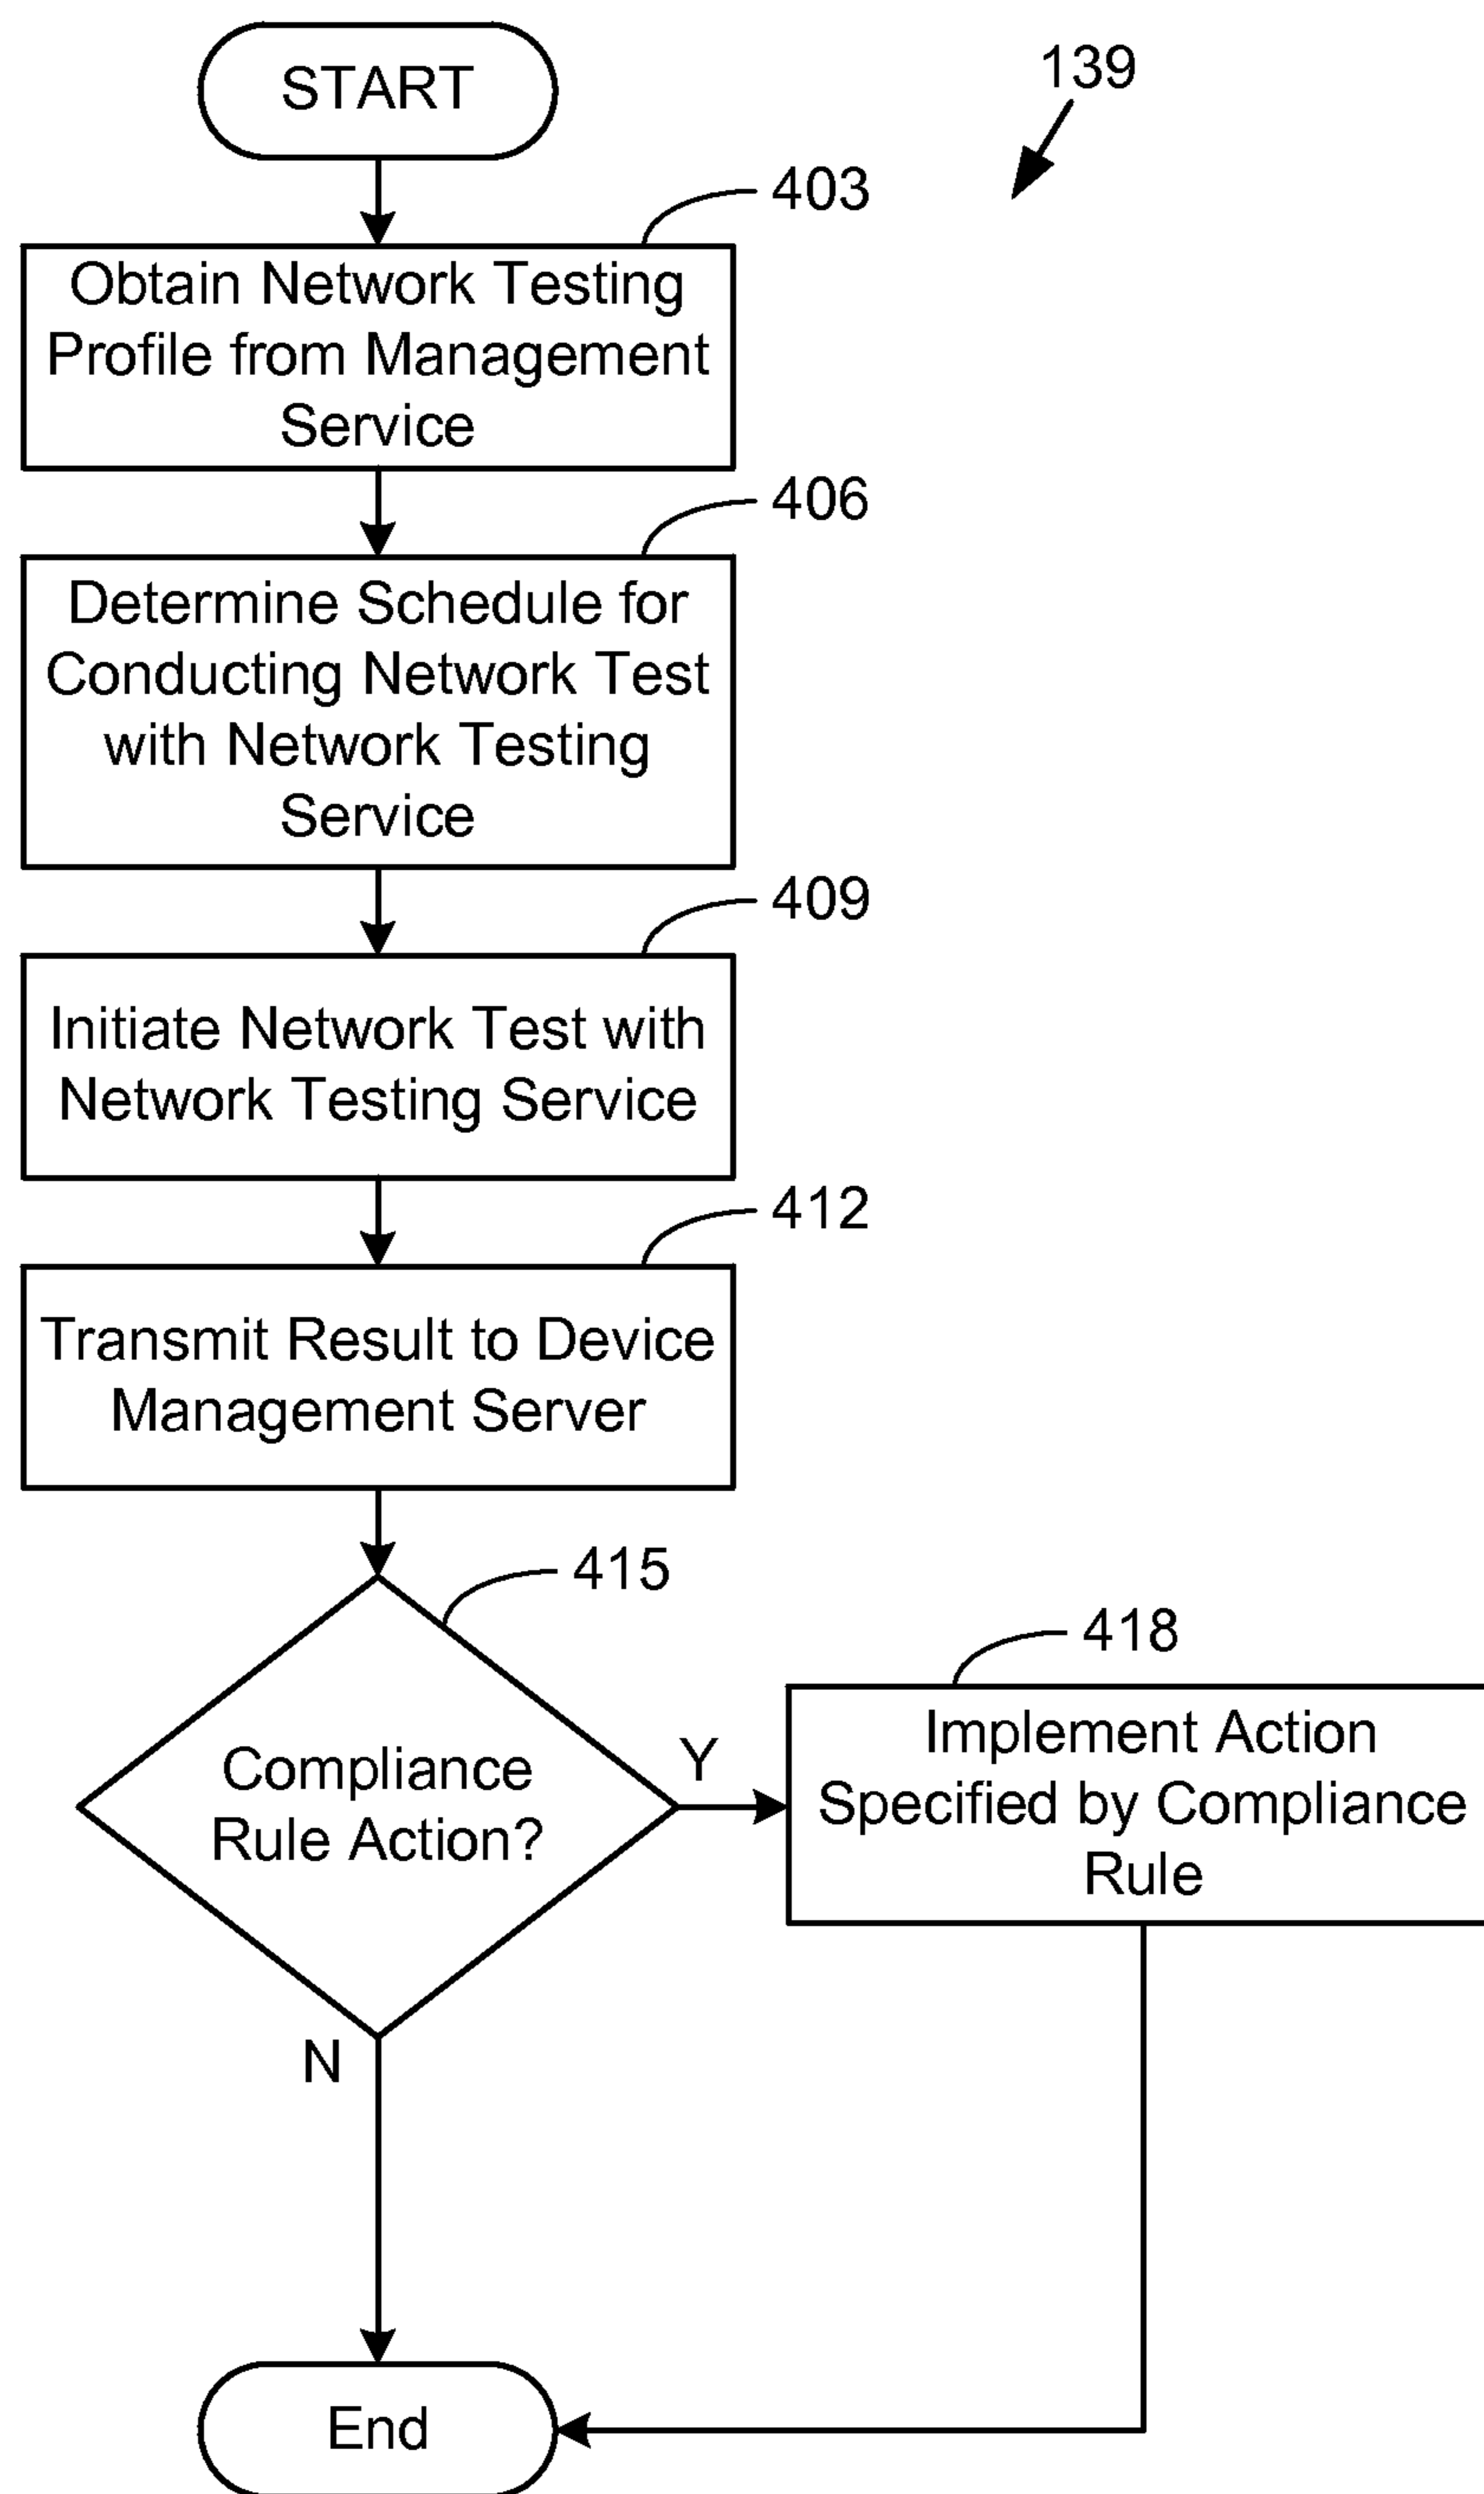 START
139
403
Obtain Network Testing
Profile from Management
Service
406
Determine Schedule for
Conducting Network Test
with Network Testing
Service
409
Initiate Network Test with
Network Testing Service
412
Transmit Result to Device
Management Server
415
Compliance
Rule Action?
Y
N
418
Implement Action
Specified by Compliance
Rule
End